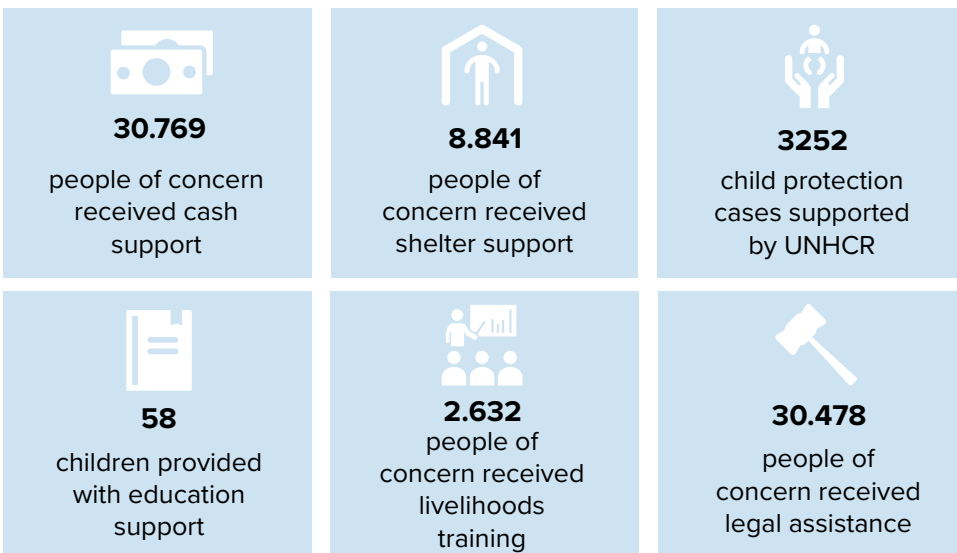 30.769
people of concern
received cash
support
8.841
people of
concern received
shelter support
3252
child protection
cases supported
by UNHCR
58
children provided
with education
support
2.632
people of
concern received
livelihoods
training
30.478
people of
concern received
legal assistance